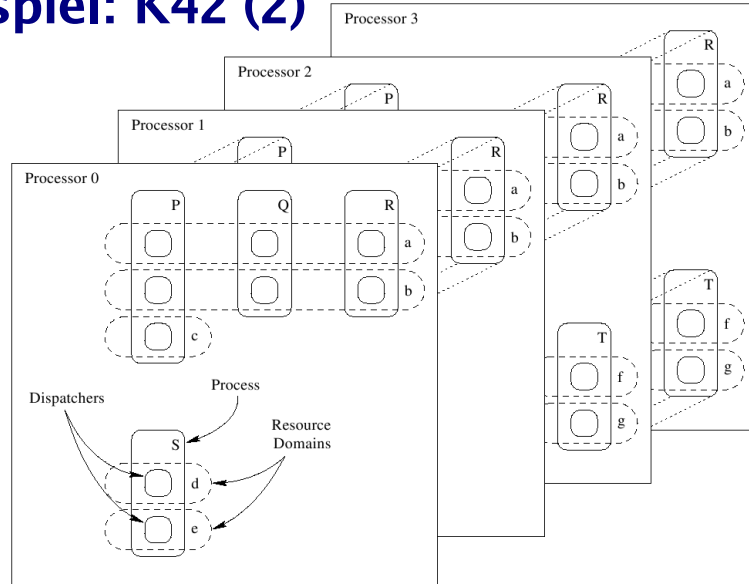 spiel: K42 (2)
Processor 3
R
a
b
T
f
g
Processor 2
P
R
a
b
T
f
g
Processor 1
P
R
a
b
Processor 0
P
Q
R
a
b
c
Dispatchers
Process
Resource
Domains
S
d
e